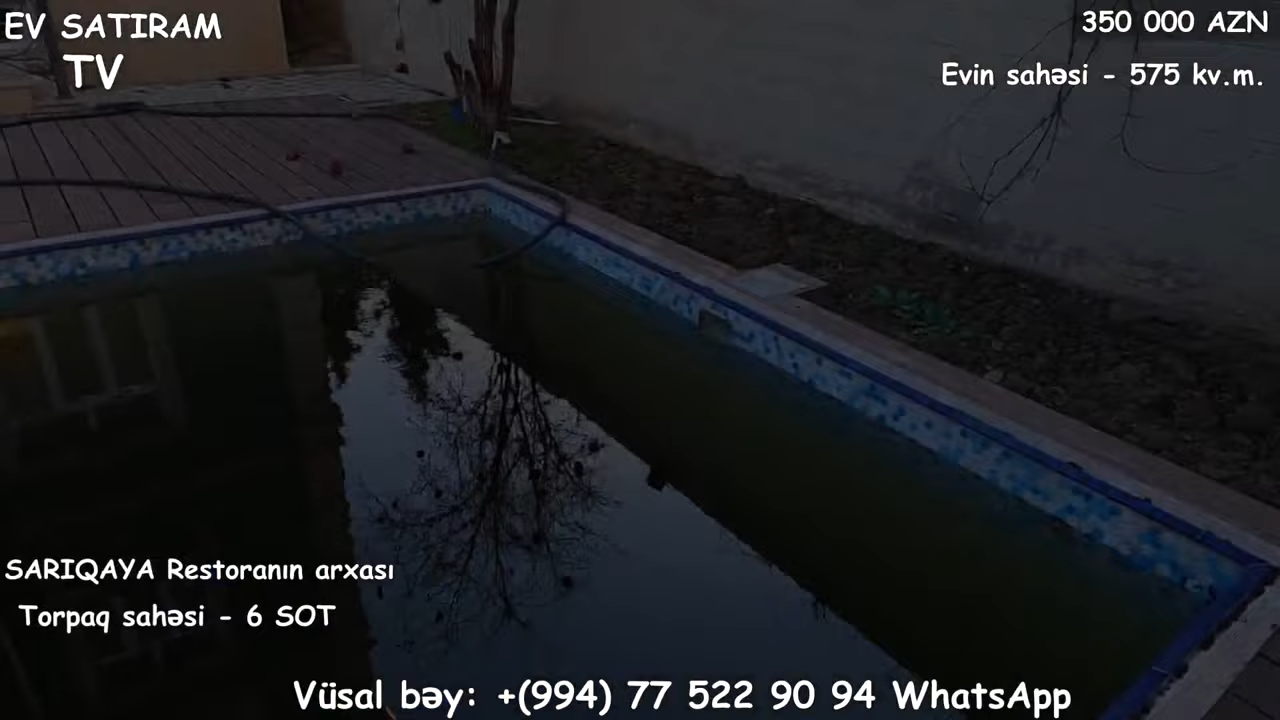 EV SATIRAM
TV
350 000 AZN
Evin sahəsi - 575 kv.m.
SARIQAYA Restoranın arxası
Torpaq sahəsi - 6 SOT
Vüsal bəy: +(994) 77 522 90 94 WhatsApp